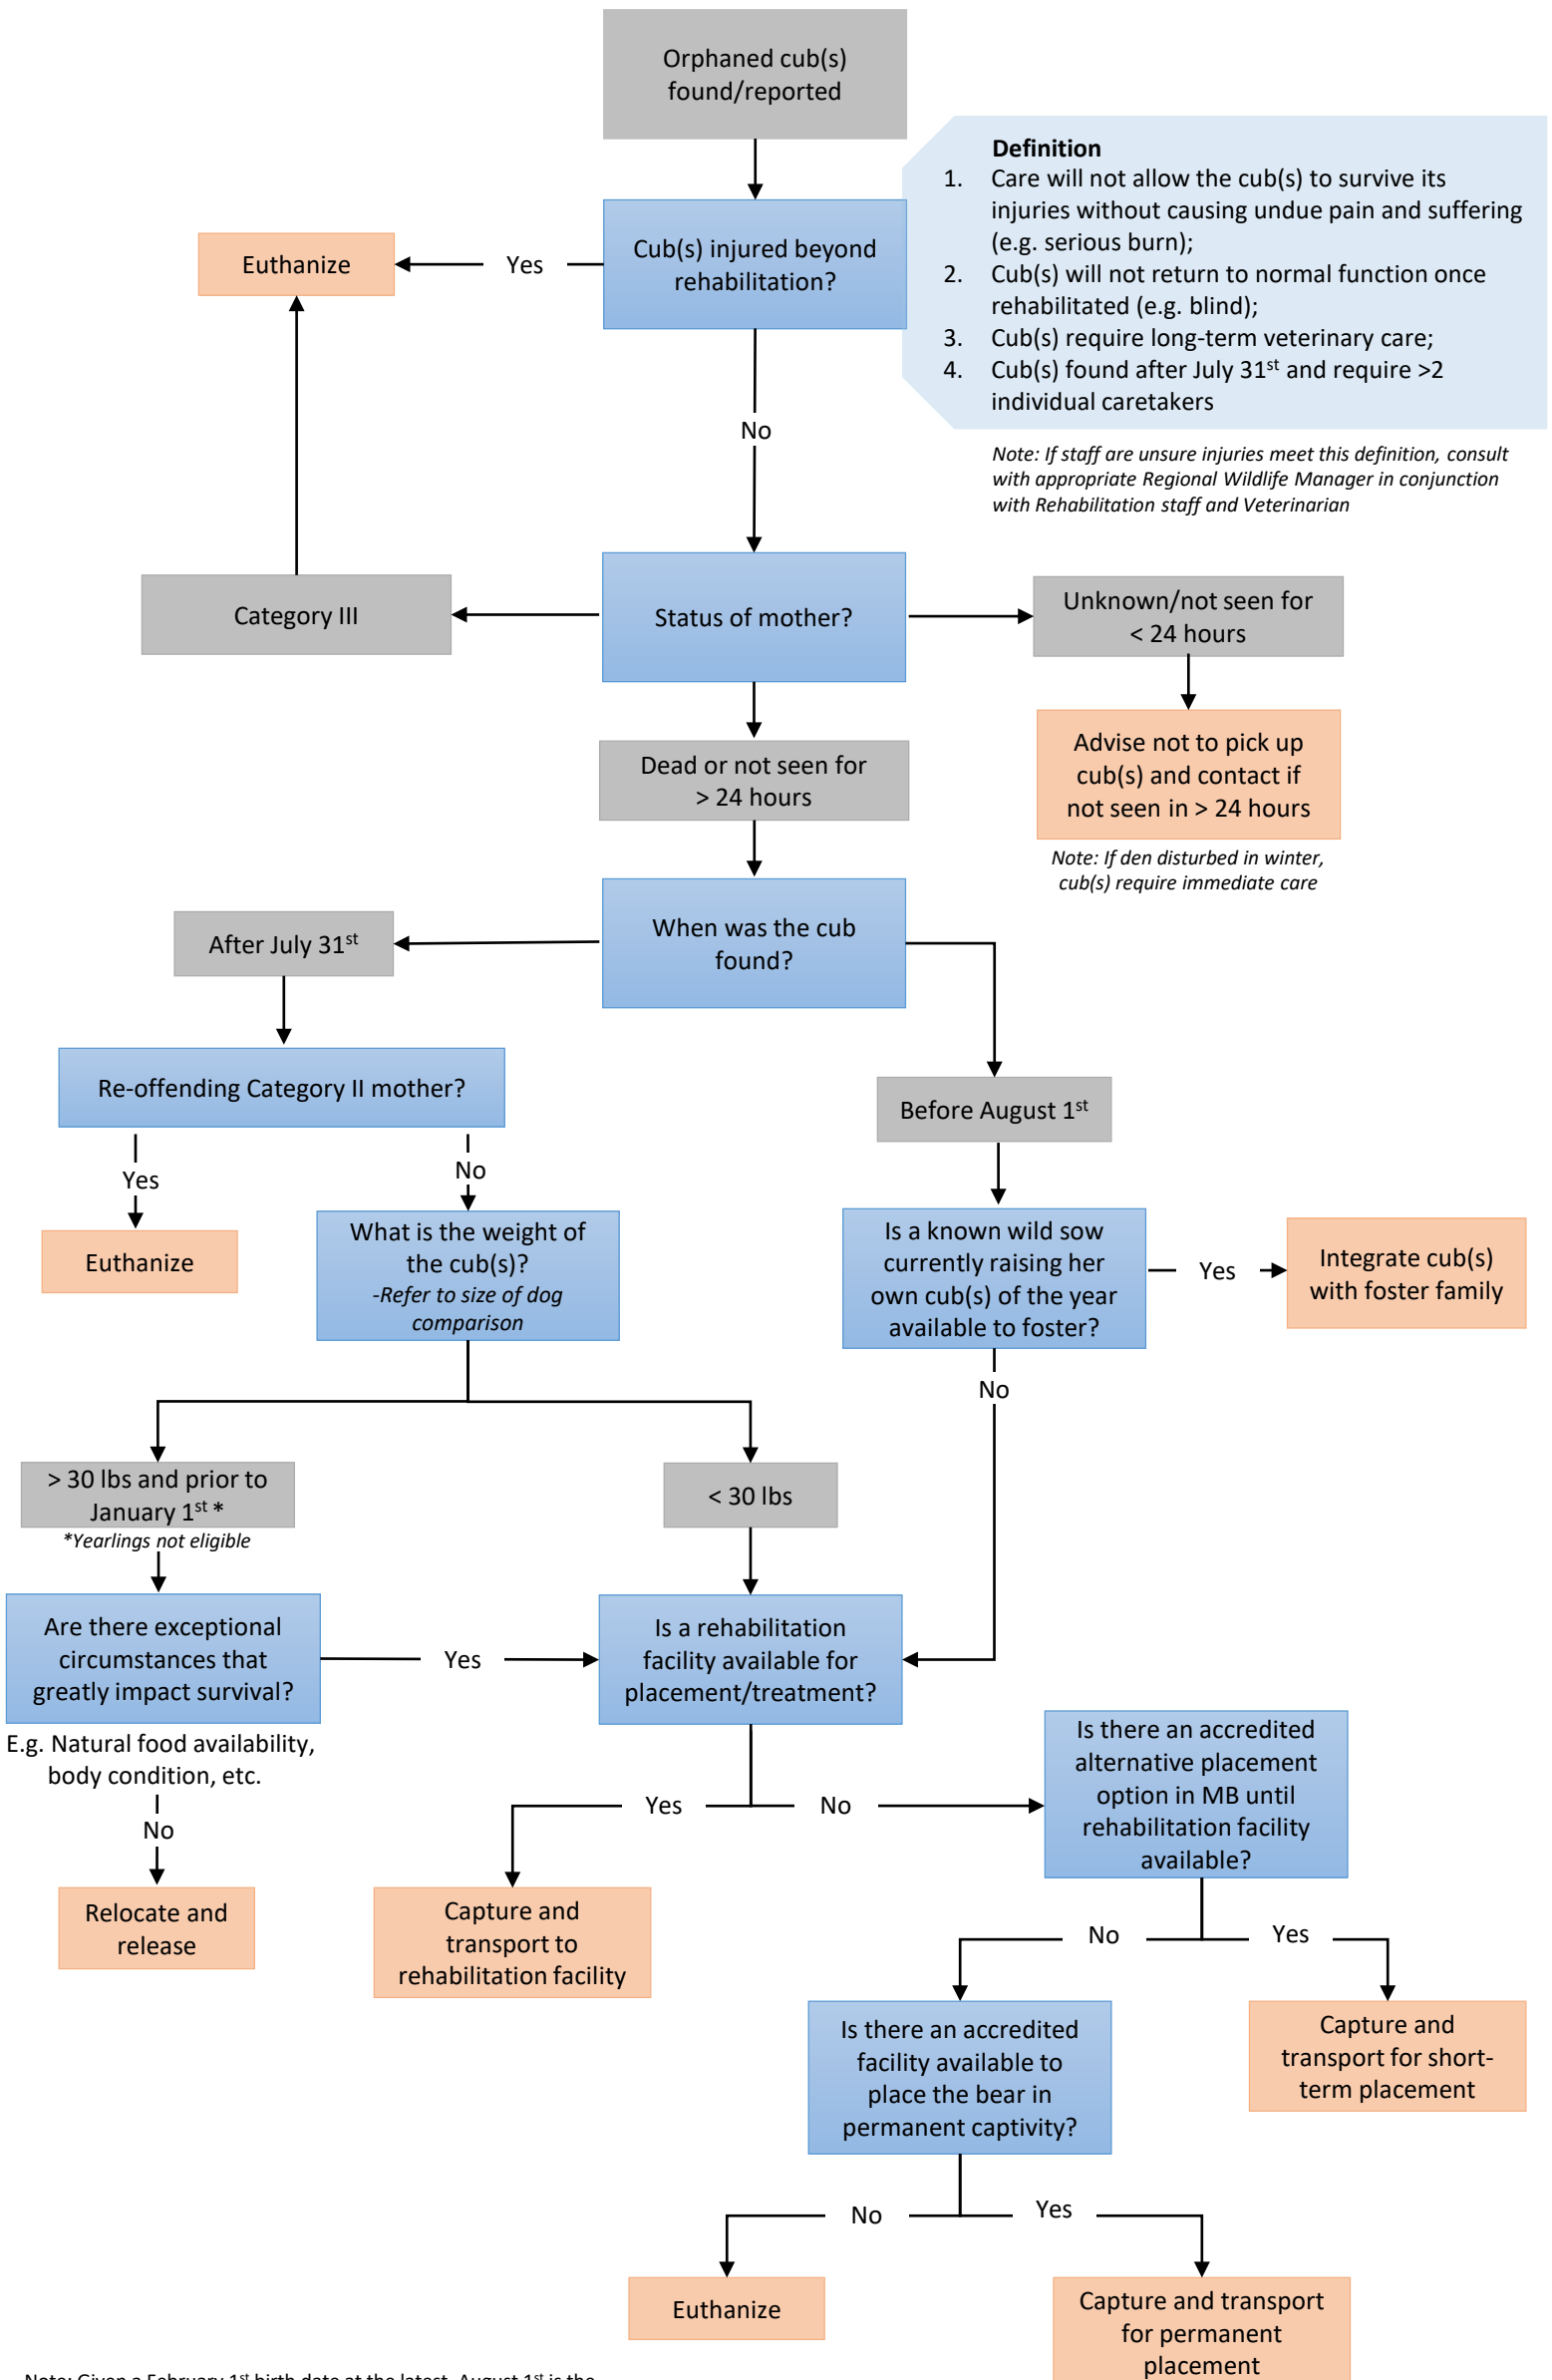 Orphaned cub(s)
found/reported
Definition
1. Care will not allow the cub(s) to survive its
injuries without causing undue pain and suffering
(e.g. serious burn);
2. Cub(s) will not return to normal function once
rehabilitated (e.g. blind);
3. Cub(s) require long-term veterinary care;
4. Cub(s) found after July 31st and require >2
individual caretakers
Cub(s) injured beyond
rehabilitation?
Yes
Euthanize
No
Note: If staff are unsure injuries meet this definition, consult
with appropriate Regional Wildlife Manager in conjunction
with Rehabilitation staff and Veterinarian
Category III
Status of mother?
Unknown/not seen for
< 24 hours
Advise not to pick up
cub(s) and contact if
not seen in > 24 hours
Note: If den disturbed in winter,
cub(s) require immediate care
Dead or not seen for
> 24 hours
When was the cub
found?
After July 31st
Re-offending Category II mother?
Before August 1st
Yes
No
Euthanize
What is the weight of
the cub(s)?
-Refer to size of dog
comparison
Is a known wild sow
currently raising her
own cub(s) of the year
available to foster?
Yes
Integrate cub(s)
with foster family
No
> 30 lbs and prior to
January 1st *
*Yearlings not eligible
< 30 lbs
Are there exceptional
circumstances that
greatly impact survival?
E.g. Natural food availability,
body condition, etc.
Yes
Is a rehabilitation
facility available for
placement/treatment?
No
Relocate and
release
Yes
No
Capture and
transport to
rehabilitation facility
Is there an accredited
alternative placement
option in MB until
rehabilitation facility
available?
No
Yes
Is there an accredited
facility available to
place the bear in
permanent captivity?
Capture and
transport for short-
term placement
No
Yes
Euthanize
Capture and transport
for permanent
placement
Note: Given a February 1st birth date at the latest, August 1st is the